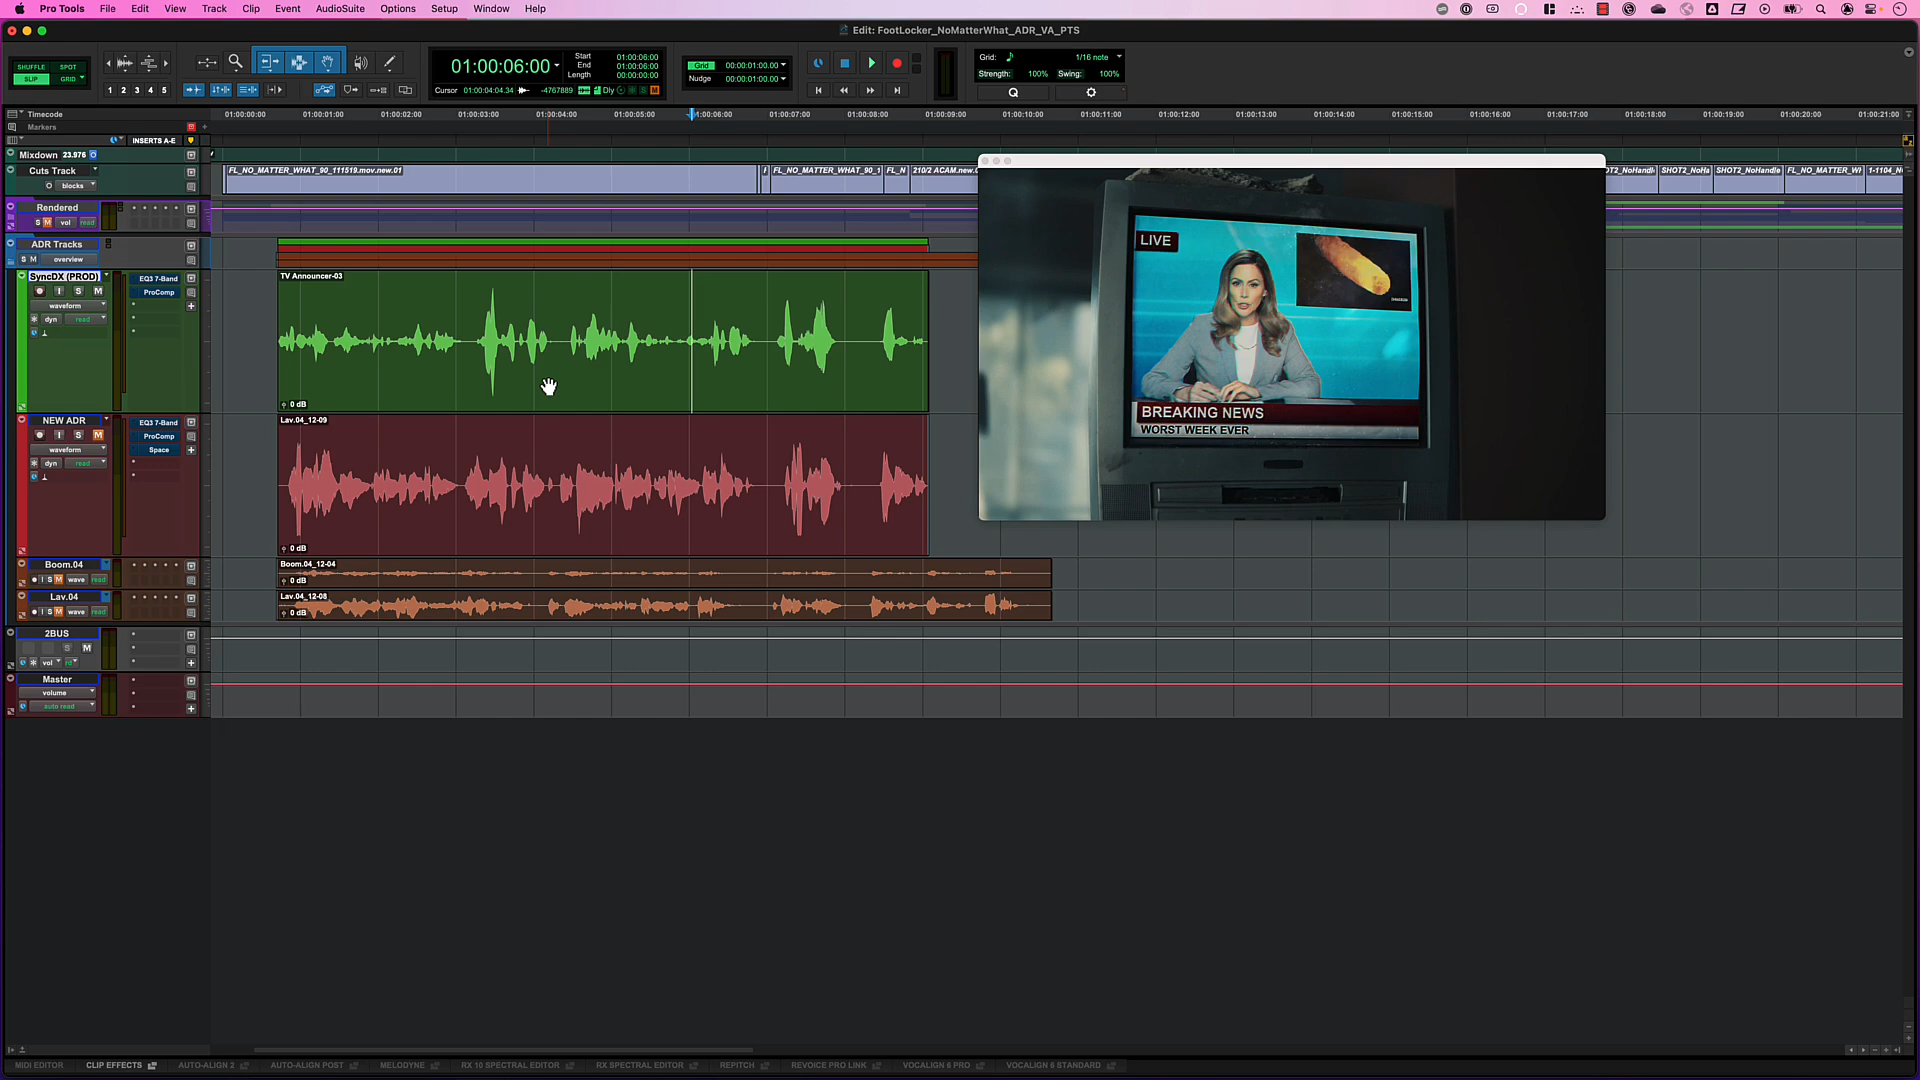 Pro Tools File Edit View Track Clip Event AudioSuite Options Setup Window Help
Edit: FootLocker_NoMatterWhat_ADR_VA_PTS
SHUFFLE SPOT
SLIP GRID
1 2 3 4 5
01:00:06:00
Start 01:00:06:00
End 01:00:06:00
Length 00:00:00:00
Cursor 01:00:04:04.34 -4767889 Dly
Grid 00:00:01:00.00
Nudge 00:00:01:00.00
Grid: 1/16 note
Strength: 100% Swing: 100%
Q
Timecode 01:00:00:00 01:00:01:00 01:00:02:00 01:00:03:00 01:00:04:00 01:00:05:00 01:00:06:00 01:00:07:00 01:00:08:00 01:00:09:00 01:00:10:00 01:00:11:00 01:00:12:00 01:00:13:00 01:00:14:00 01:00:15:00 01:00:16:00 01:00:17:00 01:00:18:00 01:00:19:00 01:00:20:00 01:00:21:00
Markers
INSERTS A-E
Mixdown 23.976
Cuts Track
blocks
FL_NO_MATTER_WHAT_90_111519.mov.new.01
FL_NO_MATTER_WHAT_90_1
FL_N
210/2 ACAM.new.0
OT2_NoHandl
SHOT2_NoHa
SHOT2_NoHandle
FL_NO_MATTER_WH
1-1104_N
Rendered
S M vol read
ADR Tracks
S M overview
SyncDX (PROD)
I S M
waveform
dyn read
EQ3 7-Band
ProComp
TV Announcer-03
0 dB
NEW ADR
I S M
waveform
dyn read
EQ3 7-Band
ProComp
Space
Lav.04_12-09
0 dB
Boom.04
I S M wave read
Boom.04_12-04
0 dB
Lav.04
I S M wave read
Lav.04_12-08
0 dB
2BUS
S M
vol rd
Master
volume
auto read
LIVE
BREAKING NEWS
WORST WEEK EVER
MIDI EDITOR CLIP EFFECTS AUTO-ALIGN 2 AUTO-ALIGN POST MELODYNE RX 10 SPECTRAL EDITOR RX SPECTRAL EDITOR REPITCH REVOICE PRO LINK VOCALIGN 6 PRO VOCALIGN 6 STANDARD